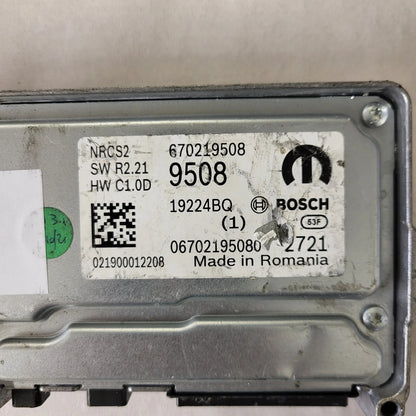 NRCS2 670219508
SW R2.21 9508
HW C1.0D
19224BQ BOSCH
(1) 53F
06702195080 2721
021900012208 Made in Romania